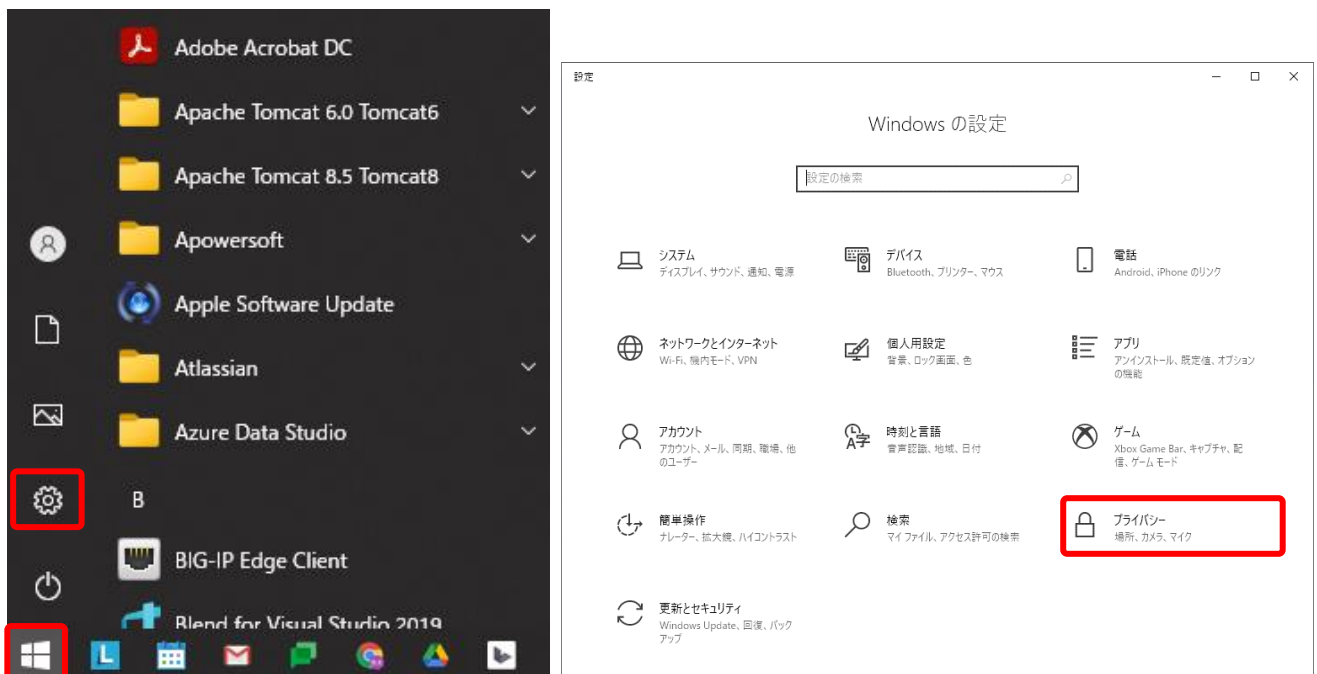 Adobe Acrobat DC
Apache Tomcat 6.0 Tomcat6
Apache Tomcat 8.5 Tomcat8
Apowersoft
Apple Software Update
Atlassian
Azure Data Studio
B
BIG-IP Edge Client
Blend for Visual Studio 2019
L
設定
Windows の設定
設定の検索
システム
ディスプレイ、サウンド、通知、電源
デバイス
Bluetooth、プリンター、マウス
電話
Android、iPhone のリンク
ネットワークとインターネット
Wi-Fi、機内モード、VPN
個人用設定
背景、ロック画面、色
アプリ
アンインストール、既定値、オプション
の機能
アカウント
アカウント、メール、同期、職場、他
のユーザー
時刻と言語
音声認識、地域、日付
ゲーム
Xbox Game Bar、キャプチャ、配
信、ゲーム モード
簡単操作
ナレーター、拡大鏡、ハイコントラスト
検索
マイ ファイル、アクセス許可の検索
プライバシー
場所、カメラ、マイク
更新とセキュリティ
Windows Update、回復、バック
アップ